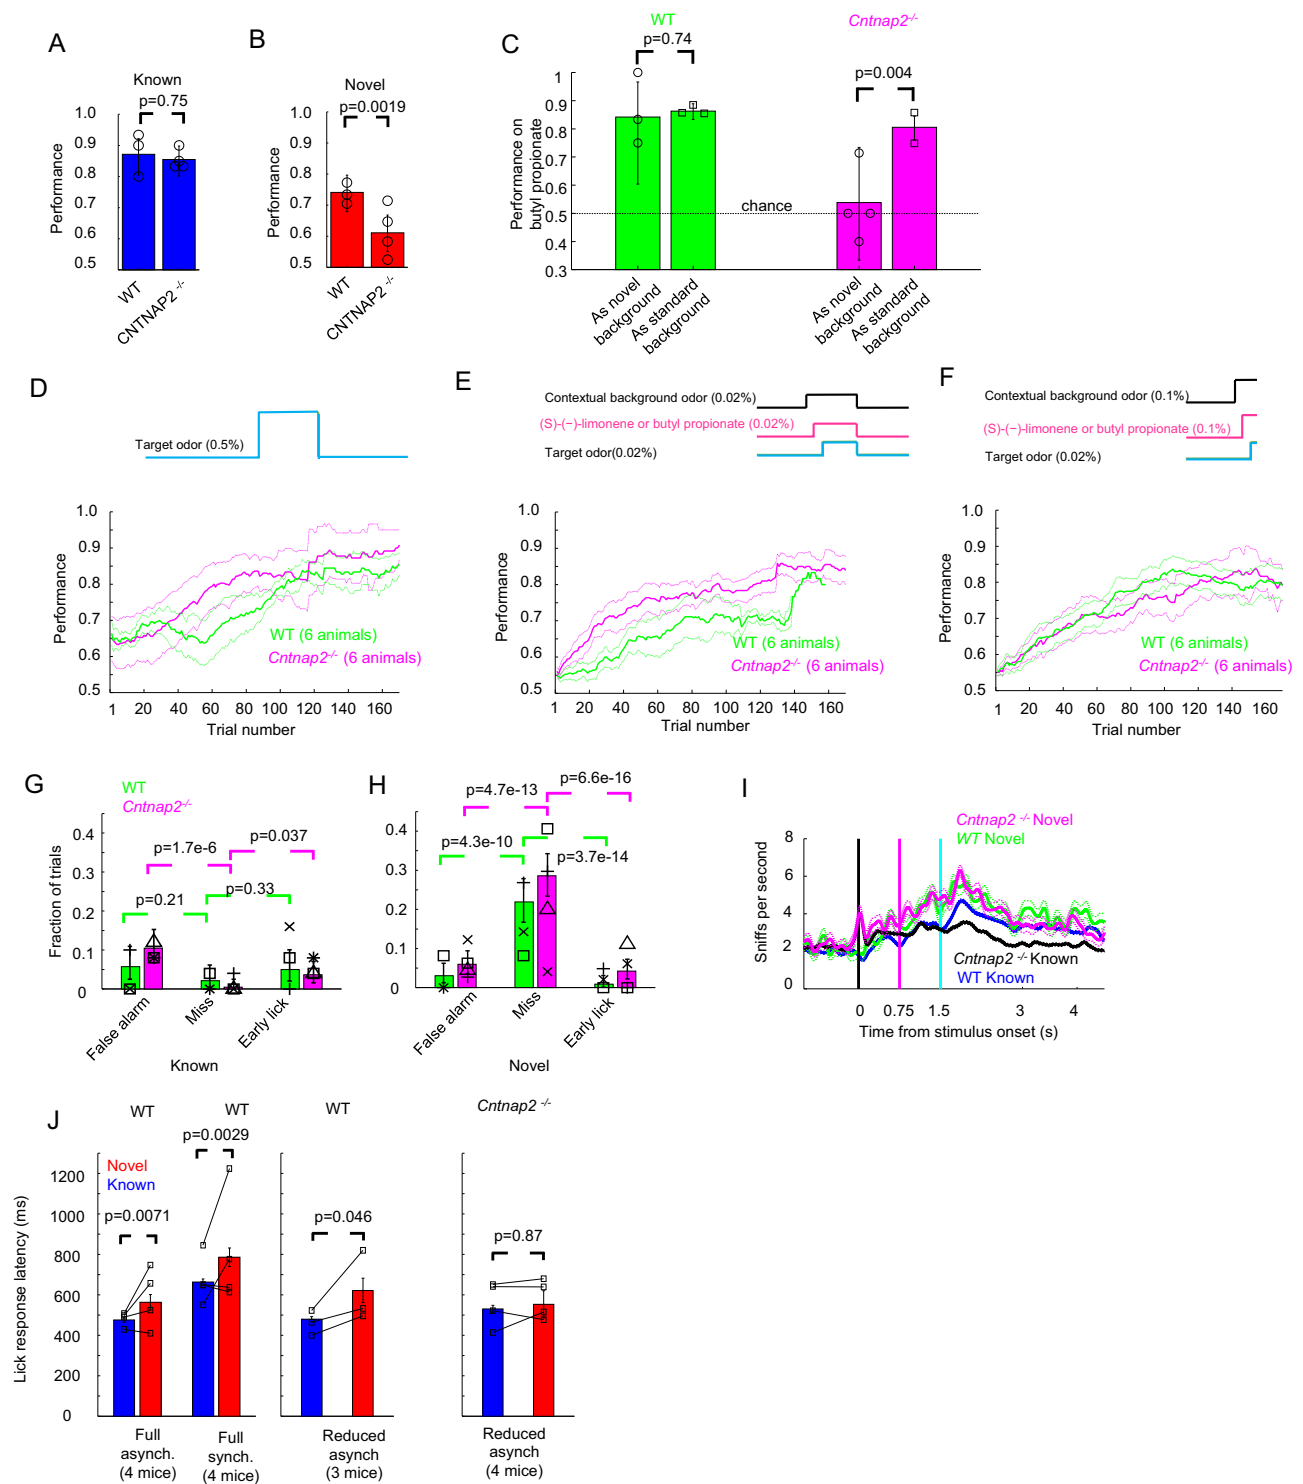 A
Known
p=0.75
1.0
0.9
0.8
0.7
0.6
0.5
Performance
WT
CNTNAP2 -/-
B
Novel
p=0.0019
1.0
0.9
0.8
0.7
0.6
0.5
Performance
WT
CNTNAP2 -/-
C
WT
p=0.74
Cntnap2-/-
p=0.004
1
0.9
0.8
0.7
0.6
0.5
0.4
0.3
Performance on
butyl propionate
chance
As novel
background
As standard
background
As novel
background
As standard
background
D
Target odor (0.5%)
1.0
0.9
0.8
0.7
0.6
0.5
Performance
WT (6 animals)
Cntnap2-/- (6 animals)
1 20 40 60 80 100 120 140 160
Trial number
E
Contextual background odor (0.02%)
(S)-(−)-limonene or butyl propionate (0.02%)
Target odor(0.02%)
1.0
0.9
0.8
0.7
0.6
0.5
Performance
WT (6 animals)
Cntnap2-/- (6 animals)
1 20 40 60 80 100 120 140 160
Trial number
F
Contextual background odor (0.1%)
(S)-(−)-limonene or butyl propionate (0.1%)
Target odor (0.02%)
1.0
0.9
0.8
0.7
0.6
0.5
Performance
WT (6 animals)
Cntnap2-/- (6 animals)
1 20 40 60 80 100 120 140 160
Trial number
G
WT
Cntnap2-/-
p=1.7e-6
p=0.037
p=0.21
p=0.33
0.4
0.3
0.2
0.1
0
Fraction of trials
False alarm
Miss
Early lick
Known
H
p=6.6e-16
p=4.7e-13
p=4.3e-10
p=3.7e-14
0.4
0.3
0.2
0.1
0
False alarm
Miss
Early lick
Novel
I
Cntnap2 -/- Novel
WT Novel
8
6
4
2
0
Sniffs per second
Cntnap2 -/- Known
WT Known
0 0.75 1.5 3 4
Time from stimulus onset (s)
J
WT
WT
WT
Cntnap2 -/-
p=0.0029
Novel
Known
p=0.0071
p=0.046
p=0.87
1200
1000
800
600
400
200
0
Lick response latency (ms)
Full
asynch.
(4 mice)
Full
synch.
(4 mice)
Reduced
asynch
(3 mice)
Reduced
asynch
(4 mice)